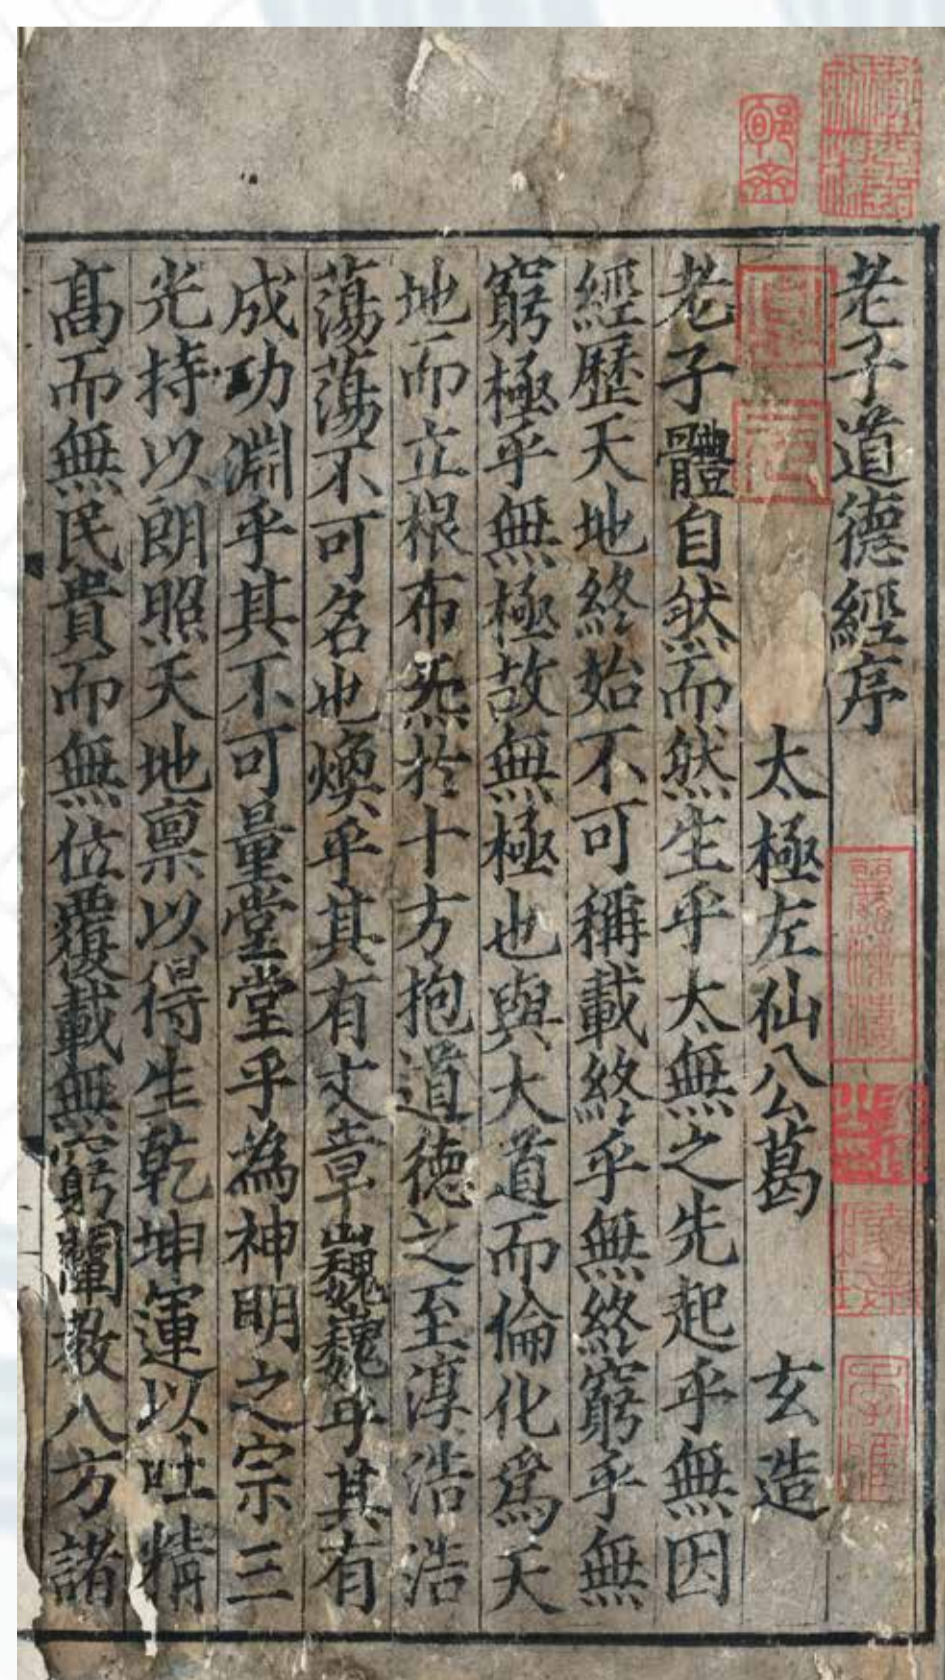 老子道德經序
太極左仙公葛 玄造
老子體自然而然生乎太無之先起乎無因
經歷天地終始不可稱載終乎無終窮乎無
窮極乎無極故無極也與大道而倫化爲天
地而立根布炁於十方抱道德之至淳浩浩
蕩蕩不可名也煥乎其有文章巍巍乎其有
成功淵乎其不可量堂堂乎為神明之宗三
光持以朗照天地禀以得生乾坤運以吐精
髙而無民貴而無位覆載無窮闡教八方諸